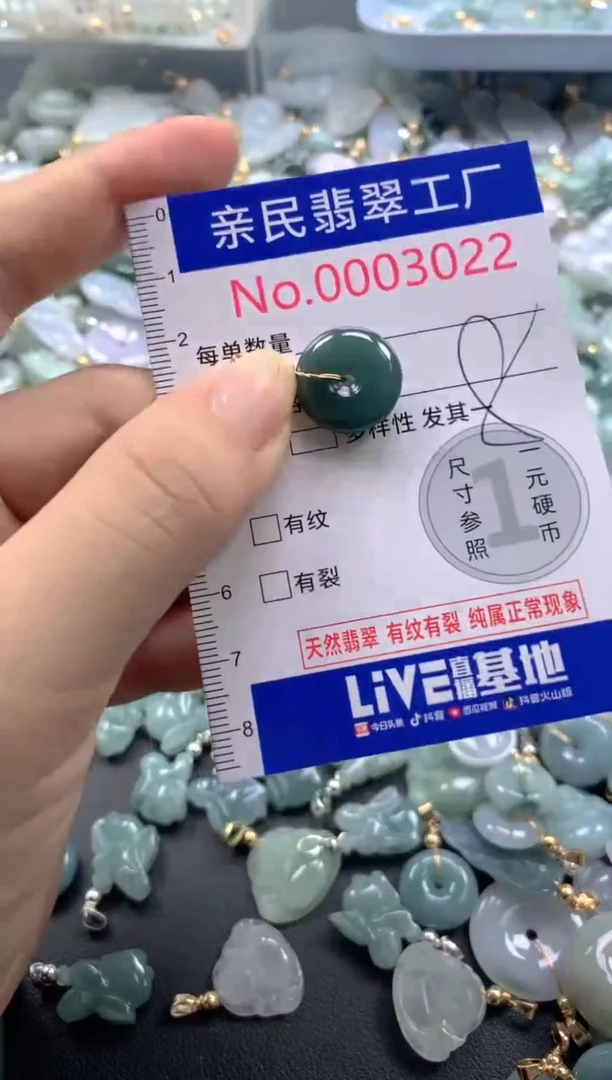 0
亲民翡翠工厂
1
No.0003022
2
每单数量
8
多样性 发其一
1
一元硬币
尺寸参照
有纹
6
有裂
天然翡翠 有纹有裂 纯属正常现象
7
LiVE直播基地
8
今日头条 抖音 西瓜视频 抖音火山版